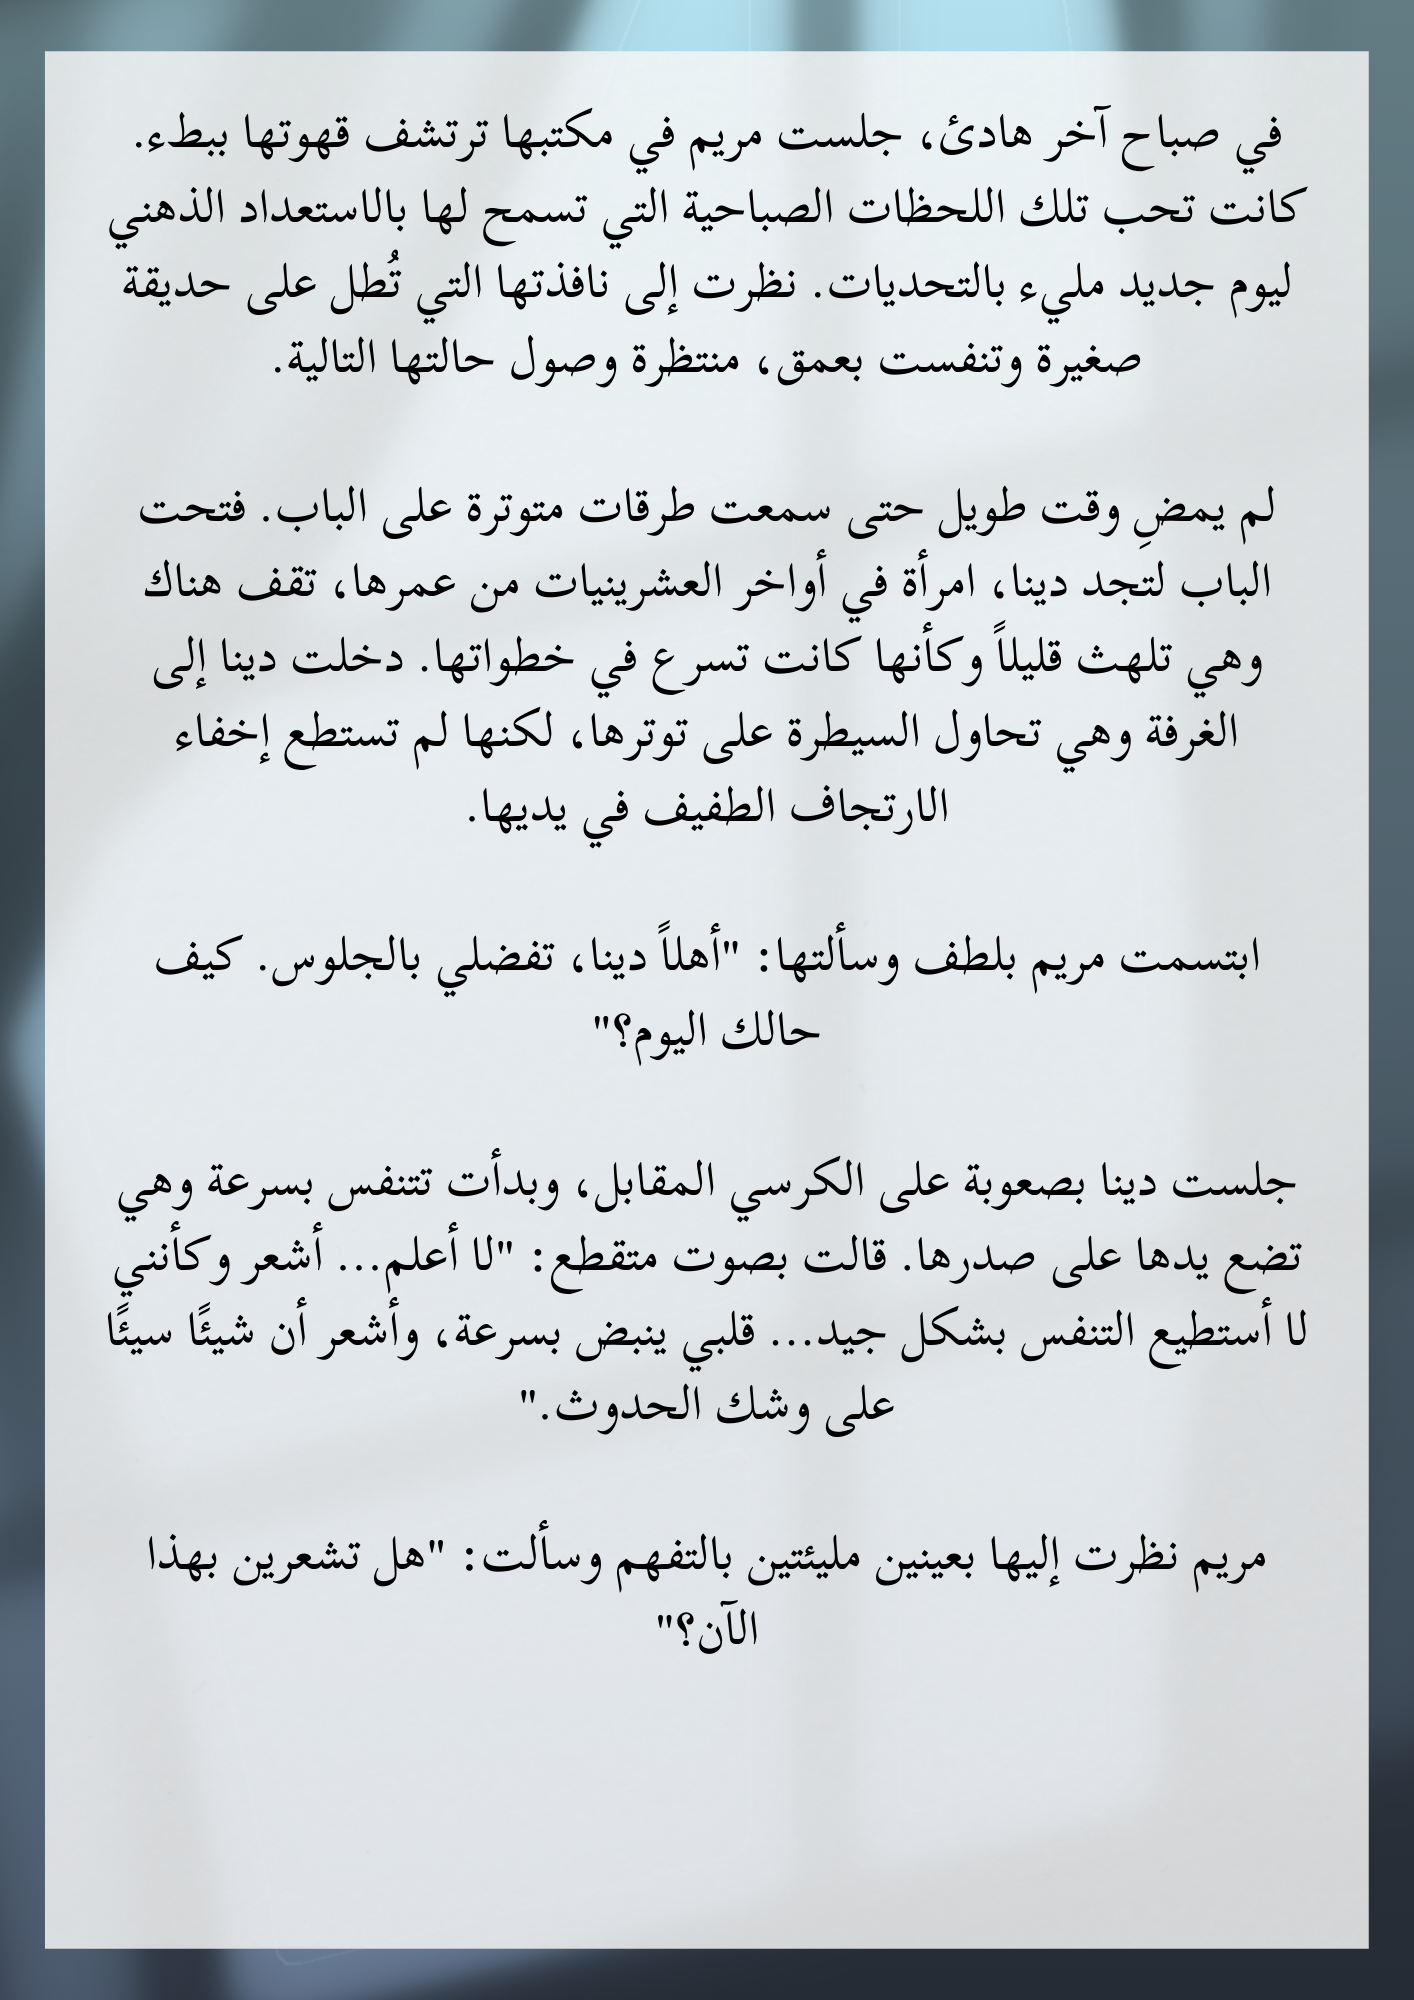 في صباح آخر هادئ، جلست مريم في مكتبها ترتشف قهوتها ببطء.
كانت تحب تلك اللحظات الصباحية التي تسمح لها بالاستعداد الذهني
ليوم جديد مليء بالتحديات. نظرت إلى نافذتها التي تُطل على حديقة
صغيرة وتنفست بعمق، منتظرة وصول حالتها التالية.
لم يمضِ وقت طويل حتى سمعت طرقات متوترة على الباب. فتحت
الباب لتجد دينا، امرأة في أواخر العشرينيات من عمرها، تقف هناك
وهي تلهث قليلاً وكأنها كانت تسرع في خطواتها. دخلت دينا إلى
الغرفة وهي تحاول السيطرة على توترها، لكنها لم تستطع إخفاء
الارتجاف الطفيف في يديها.
ابتسمت مريم بلطف وسألتها: "أهلاً دينا، تفضلي بالجلوس. كيف
حالك اليوم؟"
جلست دينا بصعوبة على الكرسي المقابل، وبدأت تتنفس بسرعة وهي
تضع يدها على صدرها. قالت بصوت متقطع: "لا أعلم... أشعر وكأنني
لا أستطيع التنفس بشكل جيد... قلبي ينبض بسرعة، وأشعر أن شيئًا سيئًا
على وشك الحدوث."
مريم نظرت إليها بعينين مليئتين بالتفهم وسألت: "هل تشعرين بهذا
الآن؟"